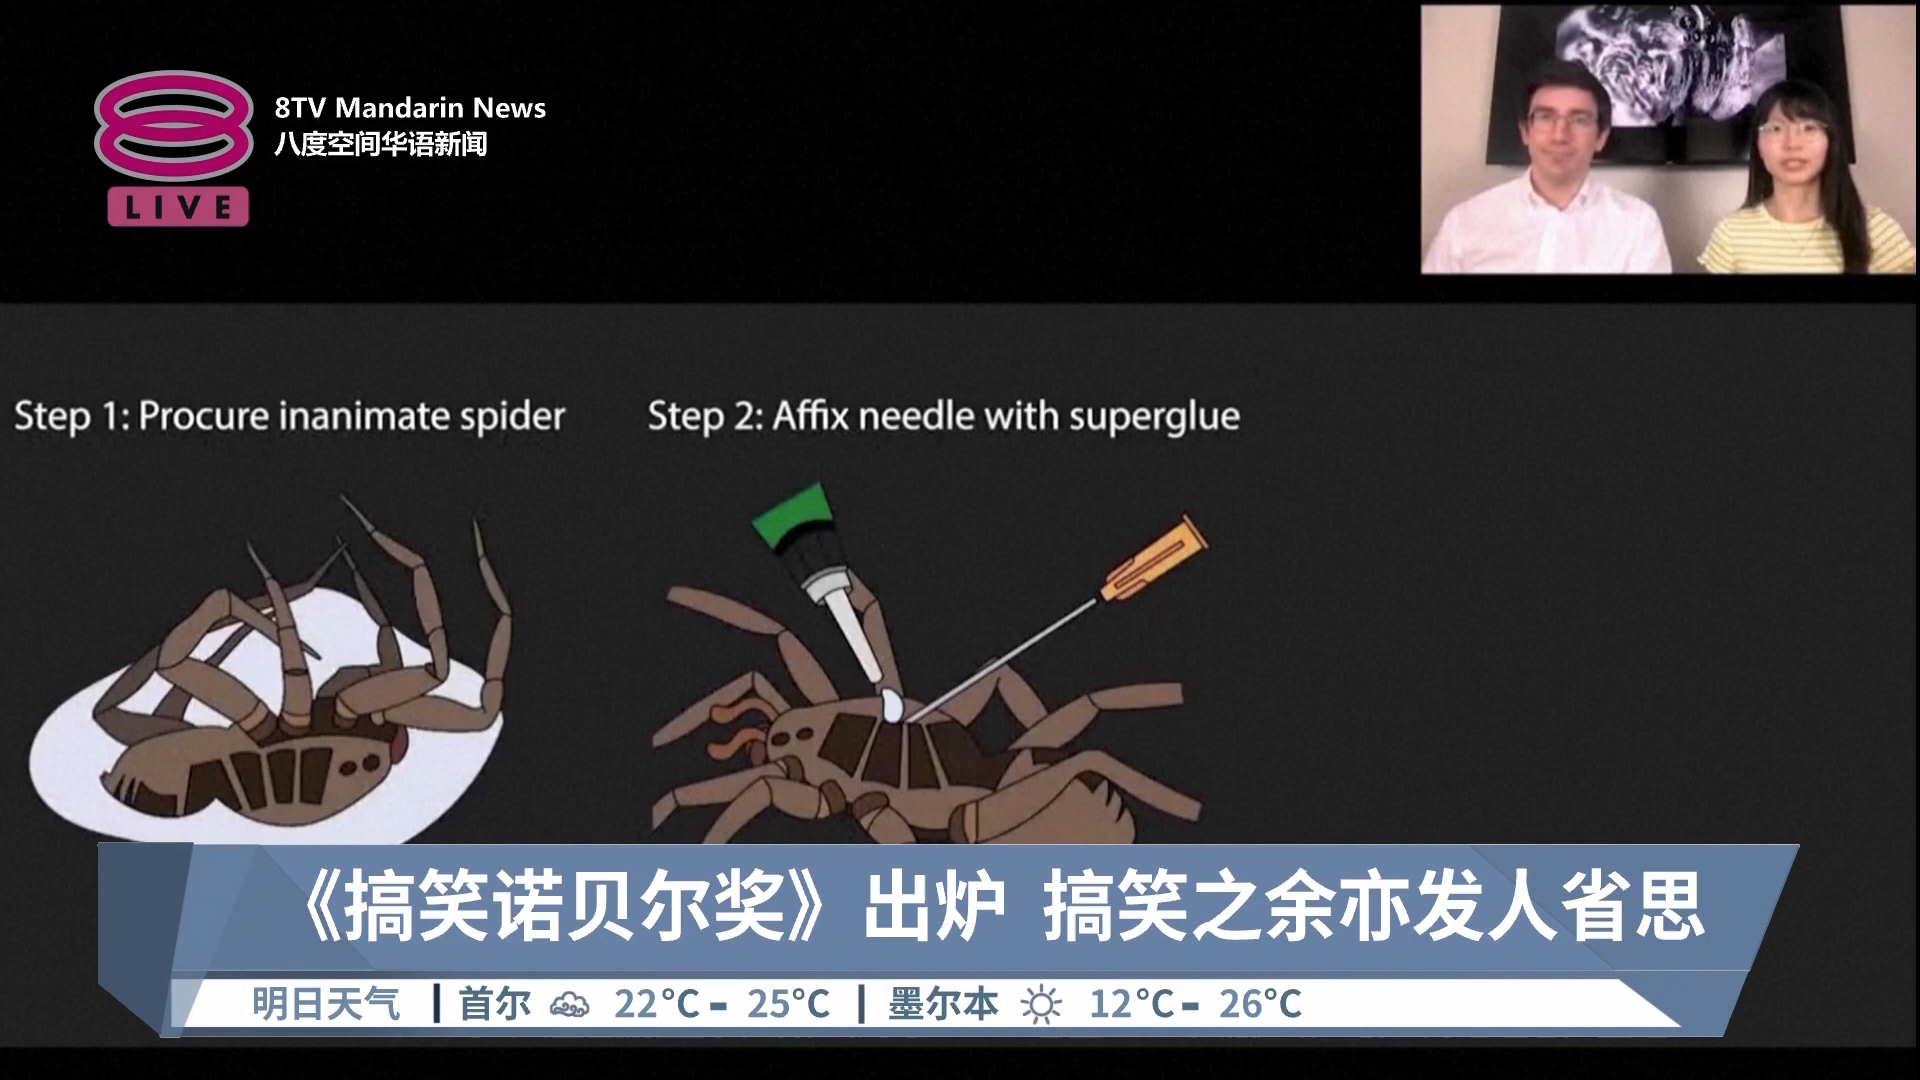 8TV Mandarin News
八度空间华语新闻
LIVE
Step 1: Procure inanimate spider
Step 2: Affix needle with superglue
《搞笑诺贝尔奖》出炉 搞笑之余亦发人省思
明日天气 | 首尔 22°C - 25°C | 墨尔本 12°C - 26°C